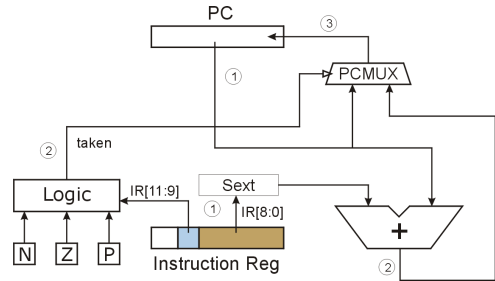 PC
③
①
PCMUX
②
taken
Logic
IR[11:9]
Sext
①
IR[8:0]
+
N
Z
P
②
Instruction Reg